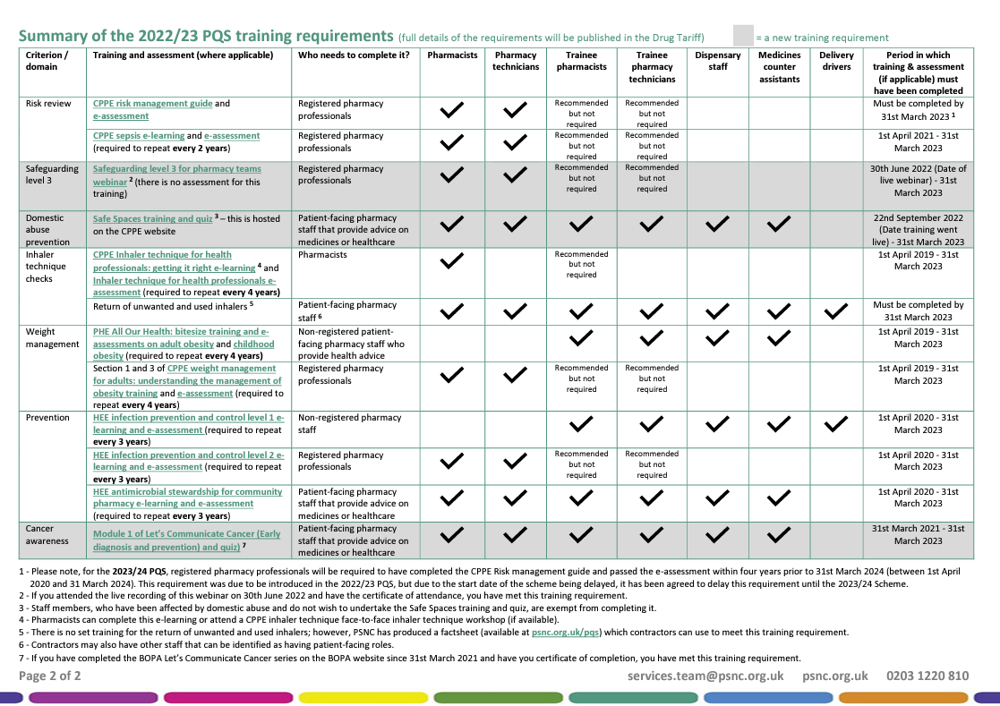 Summary of the 2022/23 PQS training requirements (full details of the requirements will be published in the Drug Tariff) = a new training requirement
Criterion / domain
Training and assessment (where applicable)
Who needs to complete it?
Pharmacists
Pharmacy technicians
Trainee pharmacists
Trainee pharmacy technicians
Dispensary staff
Medicines counter assistants
Delivery drivers
Period in which training & assessment (if applicable) must have been completed
Risk review
CPPE risk management guide and
e-assessment
Registered pharmacy
professionals
Recommended
but not
required
Recommended
but not
required
Must be completed by
31st March 2023 1
CPPE sepsis e-learning and e-assessment
(required to repeat every 2 years)
Registered pharmacy
professionals
Recommended
but not
required
Recommended
but not
required
1st April 2021 - 31st
March 2023
Safeguarding
level 3
Safeguarding level 3 for pharmacy teams
webinar 2 (there is no assessment for this
training)
Registered pharmacy
professionals
Recommended
but not
required
Recommended
but not
required
30th June 2022 (Date of
live webinar) - 31st
March 2023
Domestic
abuse
prevention
Safe Spaces training and quiz 3 – this is hosted
on the CPPE website
Patient-facing pharmacy
staff that provide advice on
medicines or healthcare
22nd September 2022
(Date training went
live) - 31st March 2023
Inhaler
technique
checks
CPPE Inhaler technique for health
professionals: getting it right e-learning 4 and
Inhaler technique for health professionals e-
assessment (required to repeat every 4 years)
Pharmacists
Recommended
but not
required
1st April 2019 - 31st
March 2023
Return of unwanted and used inhalers 5
Patient-facing pharmacy
staff 6
Must be completed by
31st March 2023
Weight
management
PHE All Our Health: bitesize training and e-
assessments on adult obesity and childhood
obesity (required to repeat every 4 years)
Non-registered patient-
facing pharmacy staff who
provide health advice
1st April 2019 - 31st
March 2023
Section 1 and 3 of CPPE weight management
for adults: understanding the management of
obesity training and e-assessment (required to
repeat every 4 years)
Registered pharmacy
professionals
Recommended
but not
required
Recommended
but not
required
1st April 2019 - 31st
March 2023
Prevention
HEE infection prevention and control level 1 e-
learning and e-assessment (required to repeat
every 3 years)
Non-registered pharmacy
staff
1st April 2020 - 31st
March 2023
HEE infection prevention and control level 2 e-
learning and e-assessment (required to repeat
every 3 years)
Registered pharmacy
professionals
Recommended
but not
required
Recommended
but not
required
1st April 2020 - 31st
March 2023
HEE antimicrobial stewardship for community
pharmacy e-learning and e-assessment
(required to repeat every 3 years)
Patient-facing pharmacy
staff that provide advice on
medicines or healthcare
1st April 2020 - 31st
March 2023
Cancer
awareness
Module 1 of Let's Communicate Cancer (Early
diagnosis and prevention) and quiz) 7
Patient-facing pharmacy
staff that provide advice on
medicines or healthcare
31st March 2021 - 31st
March 2023
1 - Please note, for the 2023/24 PQS, registered pharmacy professionals will be required to have completed the CPPE Risk management guide and passed the e-assessment within four years prior to 31st March 2024 (between 1st April
2020 and 31 March 2024). This requirement was due to be introduced in the 2022/23 PQS, but due to the start date of the scheme being delayed, it has been agreed to delay this requirement until the 2023/24 Scheme.
2 - If you attended the live recording of this webinar on 30th June 2022 and have the certificate of attendance, you have met this training requirement.
3 - Staff members, who have been affected by domestic abuse and do not wish to undertake the Safe Spaces training and quiz, are exempt from completing it.
4 - Pharmacists can complete this e-learning or attend a CPPE inhaler technique face-to-face inhaler technique workshop (if available).
5 - There is no set training for the return of unwanted and used inhalers; however, PSNC has produced a factsheet (available at psnc.org.uk/pqs) which contractors can use to meet this training requirement.
6 - Contractors may also have other staff that can be identified as having patient-facing roles.
7 - If you have completed the BOPA Let's Communicate Cancer series on the BOPA website since 31st March 2021 and have you certificate of completion, you have met this training requirement.
Page 2 of 2 services.team@psnc.org.uk psnc.org.uk 0203 1220 810